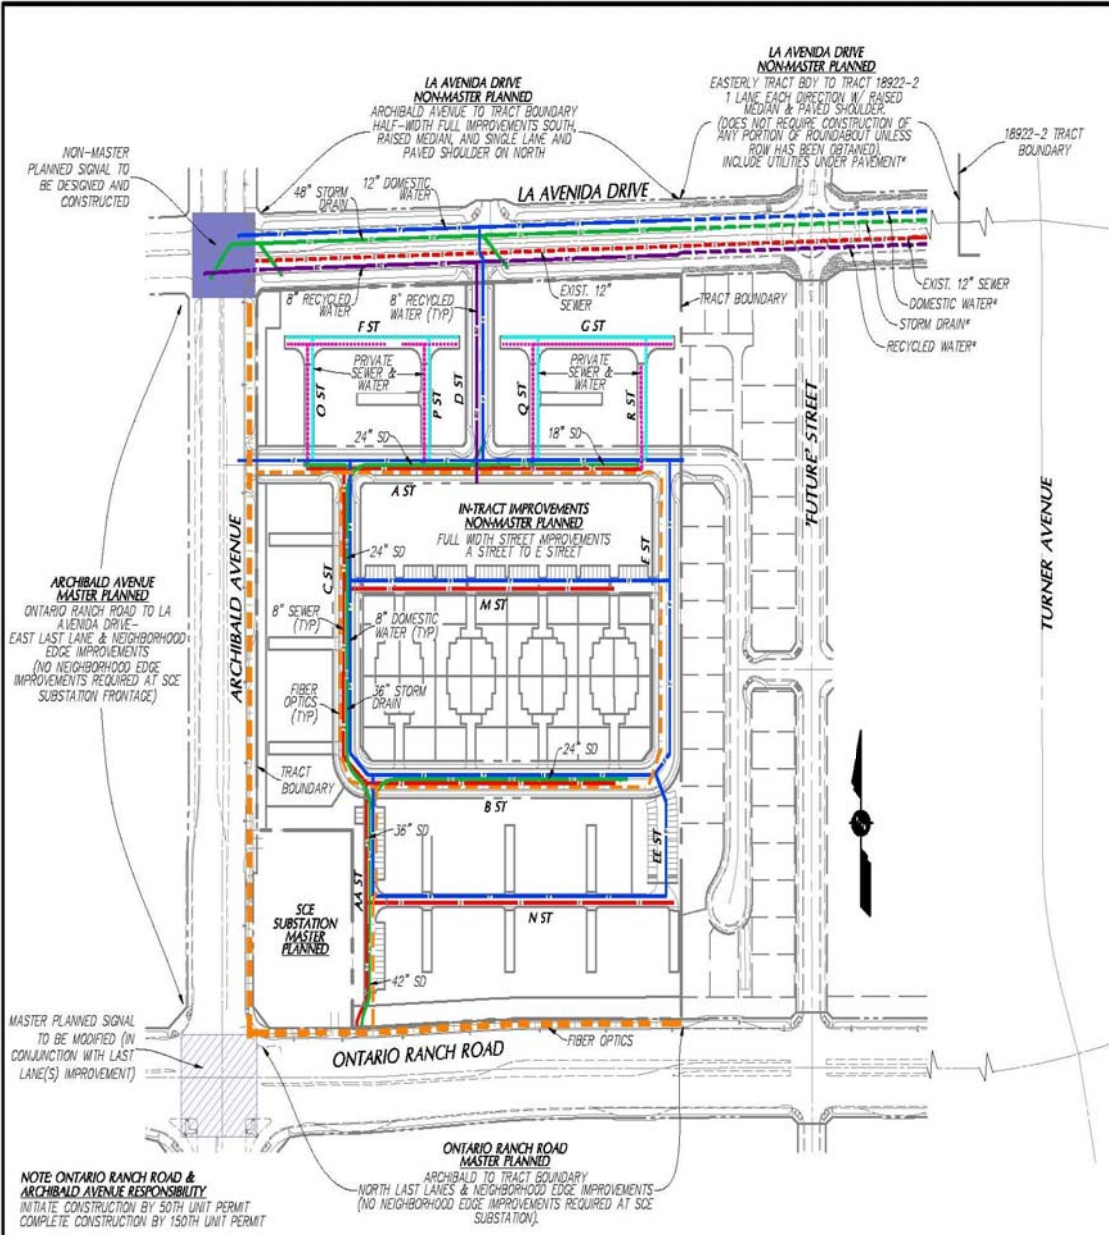 LA AVENIDA DRIVE
NON-MASTER PLANNED
ARCHIBALD AVENUE TO TRACT BOUNDARY
HALF-WIDTH FULL IMPROVEMENTS SOUTH,
RAISED MEDIAN, AND SINGLE LANE AND
PAVED SHOULDER ON NORTH
LA AVENIDA DRIVE
NON-MASTER PLANNED
EASTERLY TRACT BDY TO TRACT 18922-2
1 LANE EACH DIRECTION W/ RAISED
MEDIAN & PAVED SHOULDER.
(DOES NOT REQUIRE CONSTRUCTION OF
ANY PORTION OF ROUNDABOUT UNLESS
ROW HAS BEEN OBTAINED).
INCLUDE UTILITIES UNDER PAVEMENT*
18922-2 TRACT
BOUNDARY
NON-MASTER
PLANNED SIGNAL TO
BE DESIGNED AND
CONSTRUCTED
48" STORM
DRAIN
12" DOMESTIC
WATER
LA AVENIDA DRIVE
8" RECYCLED
WATER
8" RECYCLED
WATER (TYP)
EXIST. 12"
SEWER
TRACT BOUNDARY
EXIST. 12" SEWER
DOMESTIC WATER*
STORM DRAIN*
RECYCLED WATER*
F ST
G ST
PRIVATE
SEWER &
WATER
PRIVATE
SEWER &
WATER
O ST
P ST
D ST
Q ST
R ST
24" SD
18" SD
A ST
'FUTURE' STREET
TURNER AVENUE
IN-TRACT IMPROVEMENTS
NON-MASTER PLANNED
FULL WIDTH STREET IMPROVEMENTS
A STREET TO E STREET
ARCHIBALD AVENUE
24" SD
C ST
E ST
ARCHIBALD AVENUE
MASTER PLANNED
ONTARIO RANCH ROAD TO LA
AVENIDA DRIVE-
EAST LAST LANE & NEIGHBORHOOD
EDGE IMPROVEMENTS
(NO NEIGHBORHOOD EDGE
IMPROVEMENTS REQUIRED AT SCE
SUBSTATION FRONTAGE)
8" SEWER
(TYP)
8" DOMESTIC
WATER (TYP)
M ST
FIBER
OPTICS
(TYP)
36" STORM
DRAIN
24" SD
TRACT
BOUNDARY
B ST
36" SD
EE ST
AA ST
SCE
SUBSTATION
MASTER
PLANNED
N ST
42" SD
MASTER PLANNED SIGNAL
TO BE MODIFIED (IN
CONJUNCTION WITH LAST
LANE(S) IMPROVEMENT)
FIBER OPTICS
ONTARIO RANCH ROAD
ONTARIO RANCH ROAD
MASTER PLANNED
ARCHIBALD TO TRACT BOUNDARY
NORTH LAST LANES & NEIGHBORHOOD EDGE IMPROVEMENTS
(NO NEIGHBORHOOD EDGE IMPROVEMENTS REQUIRED AT SCE
SUBSTATION).
NOTE: ONTARIO RANCH ROAD &
ARCHIBALD AVENUE RESPONSIBILITY
INITIATE CONSTRUCTION BY 50TH UNIT PERMIT
COMPLETE CONSTRUCTION BY 150TH UNIT PERMIT